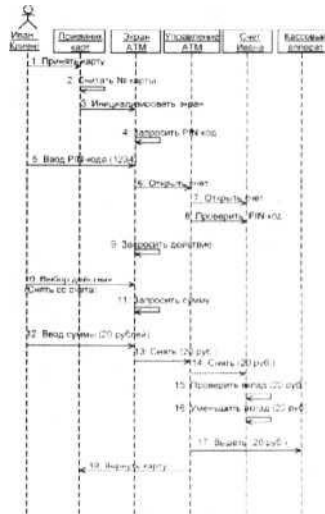 Иван Клиент
Приемник карт
Экран ATM
Управление ATM
Счет Ивана
Кассовый аппарат
1. Принять карту
2. Считать № карты
3. Инициализировать экран
4. Запросить PIN-код
5. Ввод PIN-кода (1234)
6. Открыть счет
7. Открыть счет
8. Проверить PIN-код
9. Запросить действие
10. Выбор действия
(Снять со счета)
11. Запросить сумму
12. Ввод суммы (20 рублей)
13. Снять (20 руб.)
14. Снять (20 руб.)
15. Проверить вклад (20 руб.
16. Уменьшить вклад (20 руб.
17. Выдать (20 руб.)
18. Вернуть карту